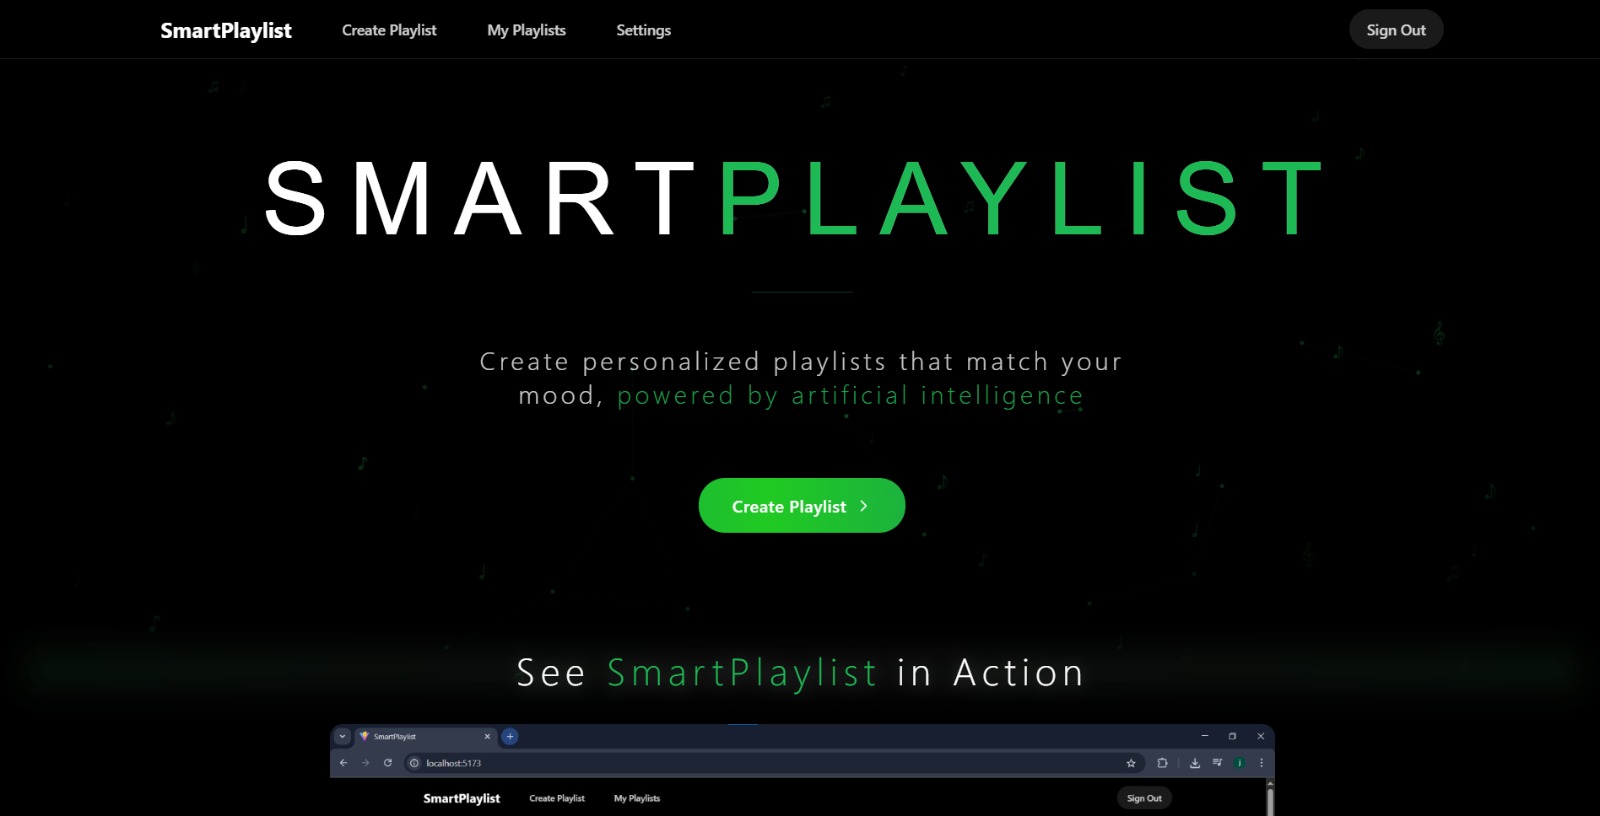 SmartPlaylist Create Playlist My Playlists Settings Sign Out
SMARTPLAYLIST
Create personalized playlists that match your
mood, powered by artificial intelligence
Create Playlist
See SmartPlaylist in Action
SmartPlaylist
localhost:5173
SmartPlaylist Create Playlist My Playlists Sign Out